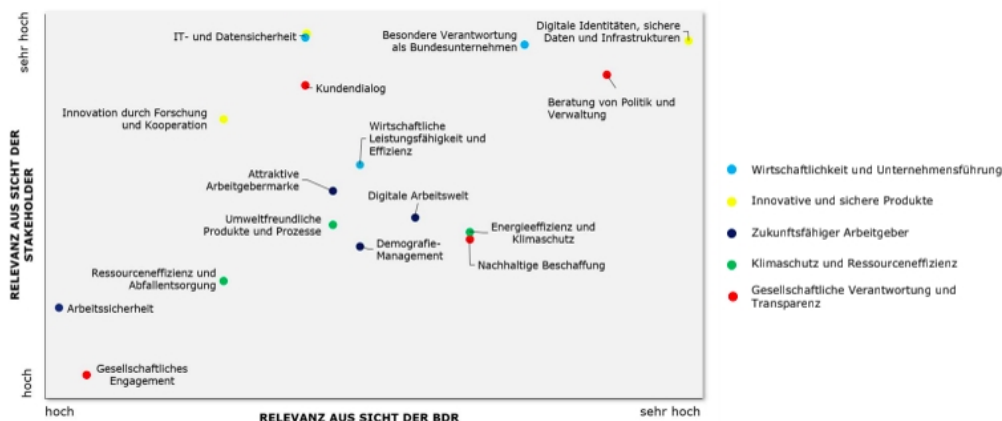 sehr hoch
RELEVANZ AUS SICHT DER
STAKEHOLDER
hoch
IT- und Datensicherheit
Besondere Verantwortung
als Bundesunternehmen
Digitale Identitäten, sichere
Daten und Infrastrukturen
Kundendialog
Beratung von Politik und
Verwaltung
Innovation durch Forschung
und Kooperation
Wirtschaftliche
Leistungsfähigkeit und
Effizienz
Attraktive
Arbeitgebermarke
Digitale Arbeitswelt
Umweltfreundliche
Produkte und Prozesse
Energieeffizienz und
Klimaschutz
Demografie-
Management
Nachhaltige Beschaffung
Ressourceneffizienz und
Abfallentsorgung
Arbeitssicherheit
Gesellschaftliches
Engagement
hoch
RELEVANZ AUS SICHT DER BDR
sehr hoch
Wirtschaftlichkeit und Unternehmensführung
Innovative und sichere Produkte
Zukunftsfähiger Arbeitgeber
Klimaschutz und Ressourceneffizienz
Gesellschaftliche Verantwortung und
Transparenz